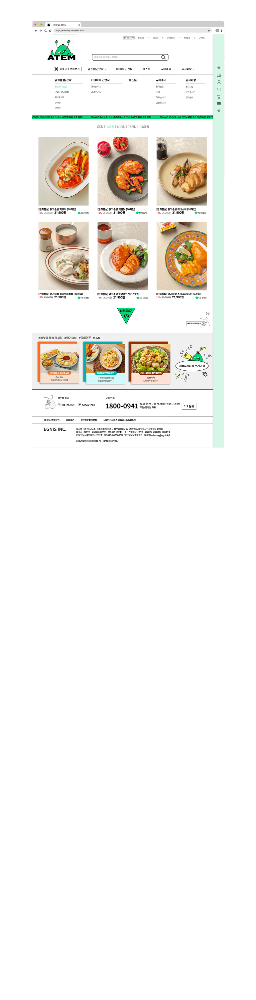 에잇템 ATEM
https://atemshop.com/index.html
한국어
회원가입 | 로그인 | 마이페이지 | 주문조회 | 고객센터
ATEM
매콤달콤 한끼통살 떡볶이
카테고리 전체보기 | 닭가슴살/곤약 다이어트 간편식 베스트 구매후기 공지사항
닭가슴살/곤약 다이어트 간편식 베스트 구매후기 공지사항
통살 닭가슴살 마시는 식사 닭가슴살 공지사항
그릴드 닭가슴살 가벼운 간식 곤약 문의게시판
치밥도시락 마시는 식사 고객센터
곤약면 가벼운 간식
곤약밥
ATERS 지금 카카오 플친 추가 시 2000원 할인 쿠폰 증정! HELLO,A-EATERS 지금 카카오 플친 추가 시 2000원 할인 쿠폰 증정! HELLO,A-EATERS 지금 카카오 플친 추가 시 2000원 할인 쿠
1개입 | 10개입 | 50개입 | 75개입 | 100개입
[한끼통살] 닭가슴살 떡볶이 (10개입)
12% 25,000원 21,900원 4.8 (253)
[한끼통살] 닭가슴살 맥불닭 (10개입)
12% 25,000원 21,900원 4.9 (864)
[한끼통살] 닭가슴살 허니소이 (10개입)
12% 25,000원 21,900원 4.9 (987)
[한끼통살] 닭가슴살 화이트머쉬룸 (10개입)
12% 25,000원 21,900원 4.8 (638)
[한끼통살] 닭가슴살 핫양념치킨 (10개입)
12% 25,000원 21,900원 4.7 (218)
[한끼통살] 닭가슴살 스리라차마요 (10개입)
12% 25,000원 21,900원 4.9 (920)
상품 더보기
1/3
채팅으로 문의하기
#에잇템 특별 레시피 #닭가슴살 #다이어트 #JMT
닭가슴살 전 & 산적 꼬치
추석 맞이
저칼로리 전 상 차림
닭가슴살 초계무침면
무더위 날려버리는
상큼한 여름 보양식
라이스페이퍼 치킨 유린기
겉바속촉!
입맛 돋우는 별미
제품&레시피 보러가기
에잇템 채널
INSTAGRAM KAKAOTALK
고객센터 >
1800-0941
월-금 10:00 ~ 17:00 (점심 12:30 ~ 13:30)
주말/공휴일 제외
1:1 문의
마케팅/영업문의 이용약관 개인정보처리방침 구매안전서비스 이니시스(가입확인)
EGNIS INC.
회사명 : (주)이그니스 서울특별시 성동구 성수일로6길 53 (성수동2가) 유원지식산업센터 602호
대표자 : 박찬호 사업자등록번호 : 215-87-95245 통신판매업 신고번호 : 제2022-서울성동-00641호
건강기능식품판매업신고번호 : 제2016-0080860호 개인정보보호책임자 : 윤세영(seiyeong@egnis.kr)
Copyright © atemshop All Rights reserved.